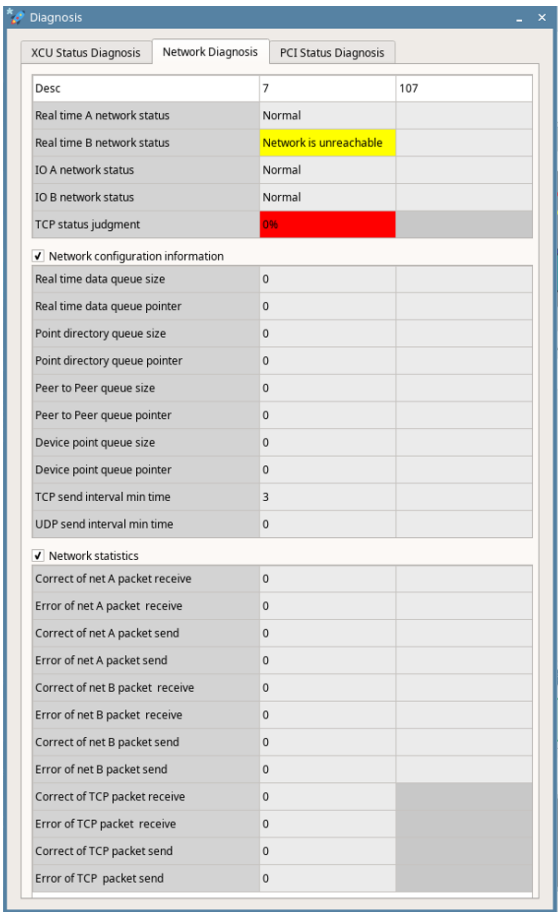 Diagnosis
XCU Status Diagnosis Network Diagnosis PCI Status Diagnosis
Desc 7 107
Real time A network status Normal
Real time B network status Network is unreachable
IO A network status Normal
IO B network status Normal
TCP status judgment 0%
Network configuration information
Real time data queue size 0
Real time data queue pointer 0
Point directory queue size 0
Point directory queue pointer 0
Peer to Peer queue size 0
Peer to Peer queue pointer 0
Device point queue size 0
Device point queue pointer 0
TCP send interval min time 3
UDP send interval min time 0
Network statistics
Correct of net A packet receive 0
Error of net A packet  receive 0
Correct of net A packet send 0
Error of net A packet send 0
Correct of net B packet  receive 0
Error of net B packet  receive 0
Correct of net B packet send 0
Error of net B packet send 0
Correct of TCP packet receive 0
Error of TCP packet  receive 0
Correct of TCP packet send 0
Error of TCP  packet send 0